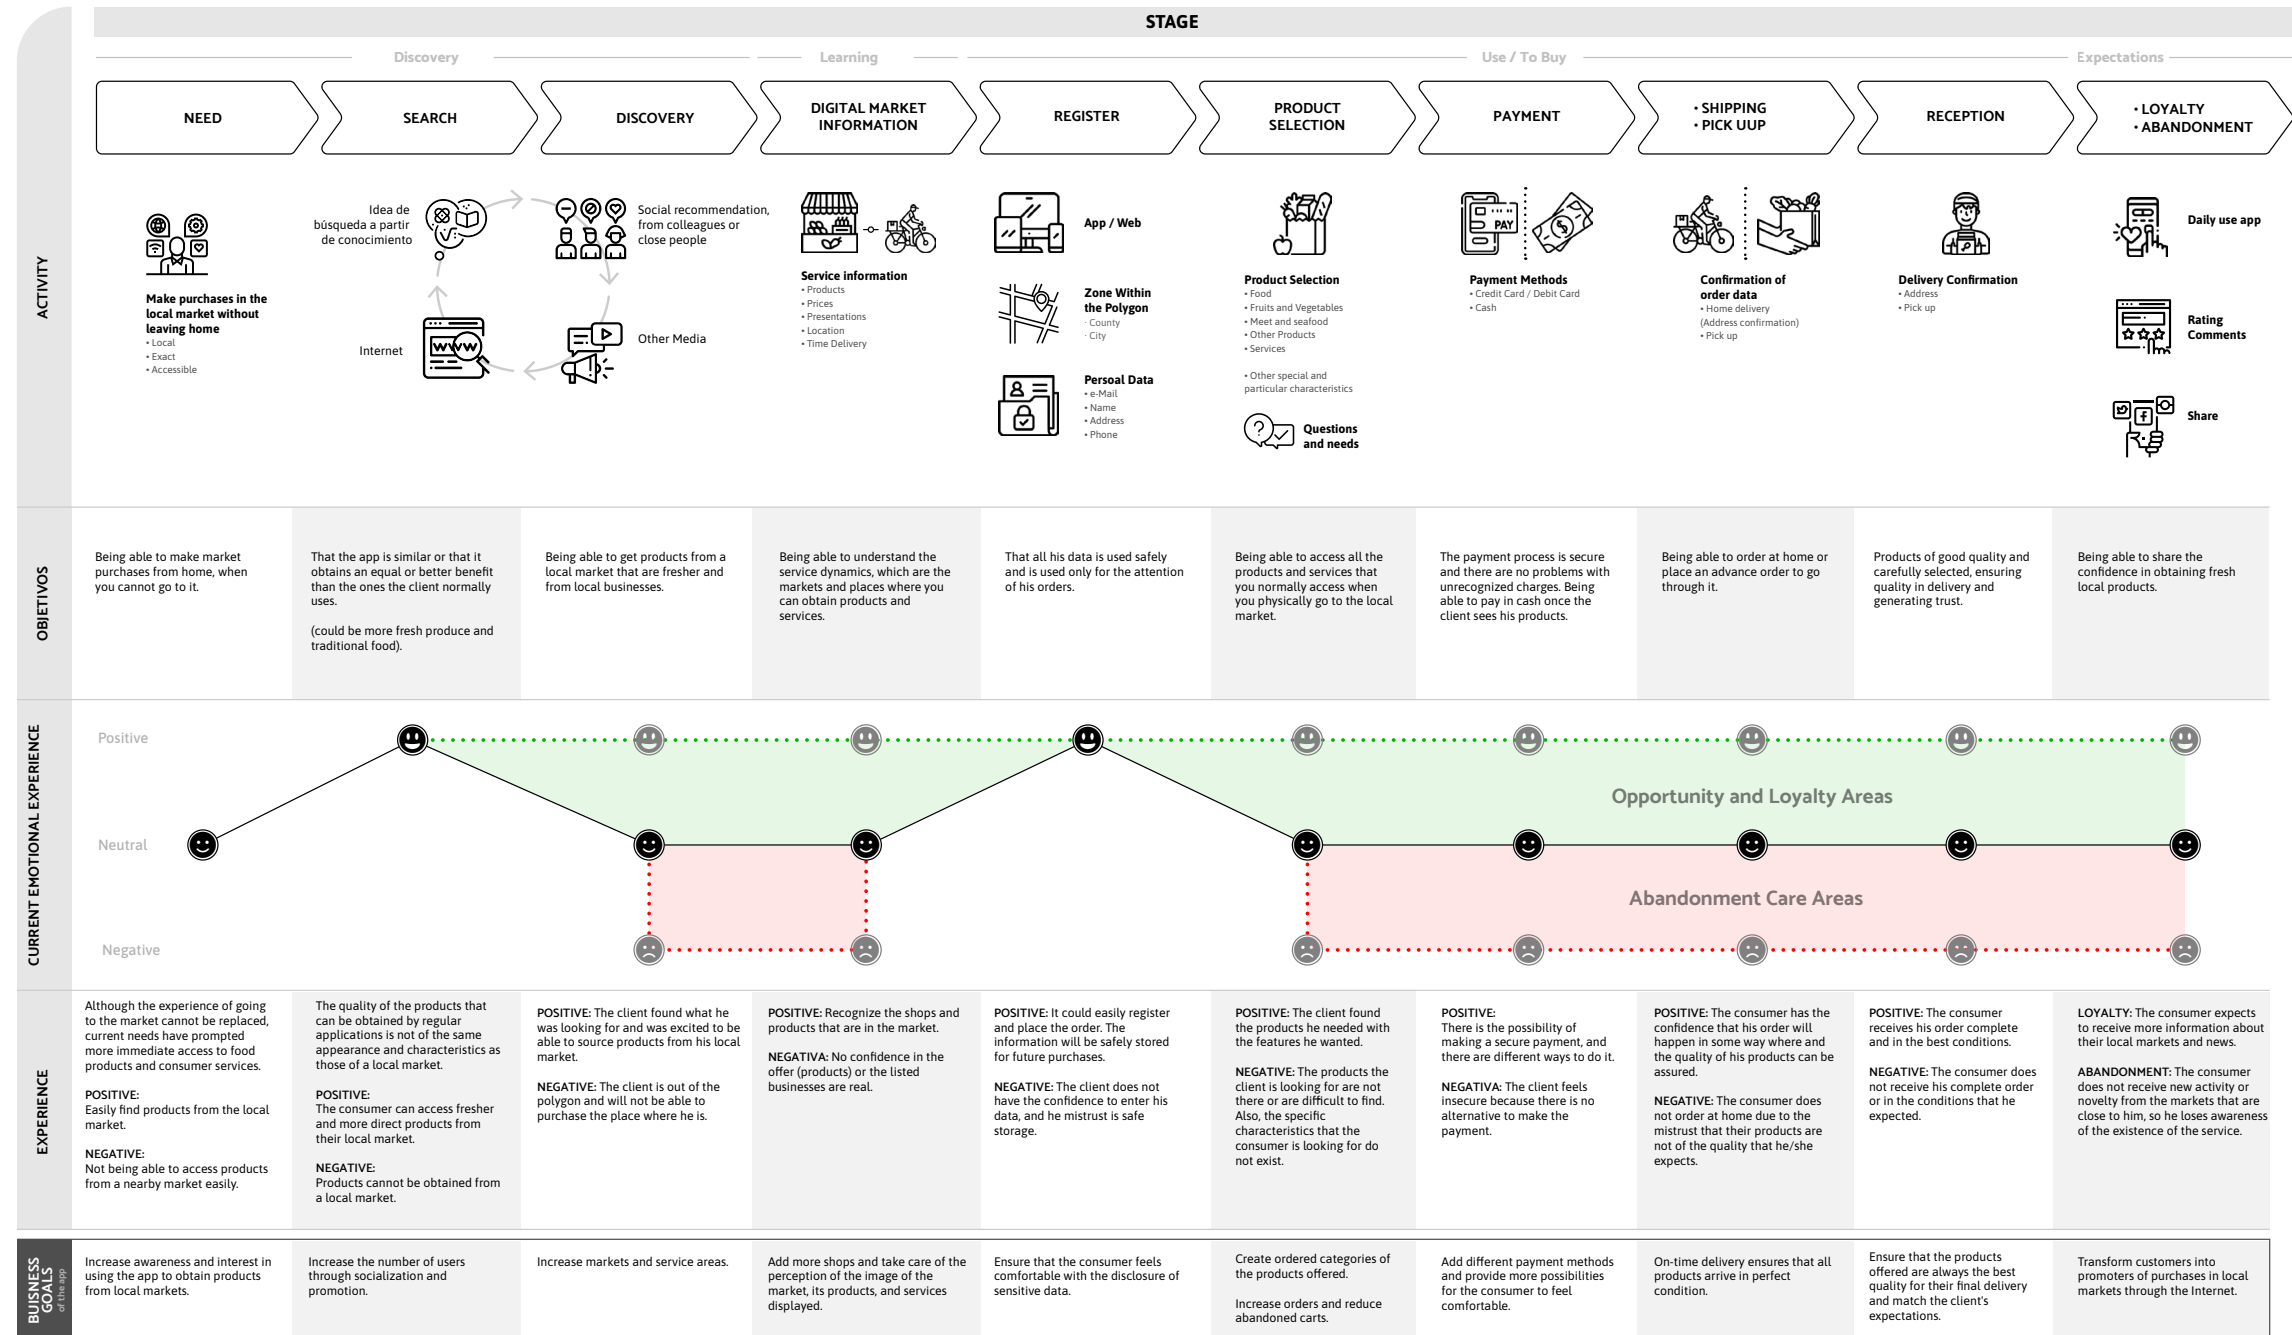 STAGE
Discovery
Learning
Use / To Buy
Expectations
NEED
SEARCH
DISCOVERY
DIGITAL MARKET
INFORMATION
REGISTER
PRODUCT
SELECTION
PAYMENT
• SHIPPING
• PICK UUP
RECEPTION
• LOYALTY
• ABANDONMENT
ACTIVITY
Make purchases in the
local market without
leaving home
• Local
• Exact
• Accessible
Idea de
búsqueda a partir
de conocimiento
Social recommendation,
from colleagues or
close people
Internet
WWW
Other Media
Service information
• Products
• Prices
• Presentations
• Location
• Time Delivery
App / Web
Zone Within
the Polygon
· County
· City
Persoal Data
• e-Mail
• Name
• Address
• Phone
Product Selection
• Food
• Fruits and Vegetables
• Meet and seafood
• Other Products
• Services
• Other special and
particular characteristics
Questions
and needs
PAY
Payment Methods
• Credit Card / Debit Card
• Cash
Confirmation of
order data
• Home delivery
(Address confirmation)
• Pick up
Delivery Confirmation
• Address
• Pick up
Daily use app
Rating
Comments
Share
OBJETIVOS
Being able to make market
purchases from home, when
you cannot go to it.
That the app is similar or that it
obtains an equal or better benefit
than the ones the client normally
uses.
(could be more fresh produce and
traditional food).
Being able to get products from a
local market that are fresher and
from local businesses.
Being able to understand the
service dynamics, which are the
markets and places where you
can obtain products and
services.
That all his data is used safely
and is used only for the attention
of his orders.
Being able to access all the
products and services that
you normally access when
you physically go to the local
market.
The payment process is secure
and there are no problems with
unrecognized charges. Being
able to pay in cash once the
client sees his products.
Being able to order at home or
place an advance order to go
through it.
Products of good quality and
carefully selected, ensuring
quality in delivery and
generating trust.
Being able to share the
confidence in obtaining fresh
local products.
CURRENT EMOTIONAL EXPERIENCE
Positive
Neutral
Negative
Opportunity and Loyalty Areas
Abandonment Care Areas
EXPERIENCE
Although the experience of going
to the market cannot be replaced,
current needs have prompted
more immediate access to food
products and consumer services.
POSITIVE:
Easily find products from the local
market.
NEGATIVE:
Not being able to access products
from a nearby market easily.
The quality of the products that
can be obtained by regular
applications is not of the same
appearance and characteristics as
those of a local market.
POSITIVE:
The consumer can access fresher
and more direct products from
their local market.
NEGATIVE:
Products cannot be obtained from
a local market.
POSITIVE: The client found what he
was looking for and was excited to be
able to source products from his local
market.
NEGATIVE: The client is out of the
polygon and will not be able to
purchase the place where he is.
POSITIVE: Recognize the shops and
products that are in the market.
NEGATIVA: No confidence in the
offer (products) or the listed
businesses are real.
POSITIVE: It could easily register
and place the order. The
information will be safely stored
for future purchases.
NEGATIVE: The client does not
have the confidence to enter his
data, and he mistrust is safe
storage.
POSITIVE: The client found
the products he needed with
the features he wanted.
NEGATIVE: The products the
client is looking for are not
there or are difficult to find.
Also, the specific
characteristics that the
consumer is looking for do
not exist.
POSITIVE:
There is the possibility of
making a secure payment, and
there are different ways to do it.
NEGATIVA: The client feels
insecure because there is no
alternative to make the
payment.
POSITIVE: The consumer has the
confidence that his order will
happen in some way where and
the quality of his products can be
assured.
NEGATIVE: The consumer does
not order at home due to the
mistrust that their products are
not of the quality that he/she
expects.
POSITIVE: The consumer
receives his order complete
and in the best conditions.
NEGATIVE: The consumer does
not receive his complete order
or in the conditions that he
expected.
LOYALTY: The consumer expects
to receive more information about
their local markets and news.
ABANDONMENT: The consumer
does not receive new activity or
novelty from the markets that are
close to him, so he loses awareness
of the existence of the service.
BUISNESS
GOALS
of the app
Increase awareness and interest in
using the app to obtain products
from local markets.
Increase the number of users
through socialization and
promotion.
Increase markets and service areas.
Add more shops and take care of the
perception of the image of the
market, its products, and services
displayed.
Ensure that the consumer feels
comfortable with the disclosure of
sensitive data.
Create ordered categories of
the products offered.
Increase orders and reduce
abandoned carts.
Add different payment methods
and provide more possibilities
for the consumer to feel
comfortable.
On-time delivery ensures that all
products arrive in perfect
condition.
Ensure that the products
offered are always the best
quality for their final delivery
and match the client's
expectations.
Transform customers into
promoters of purchases in local
markets through the Internet.